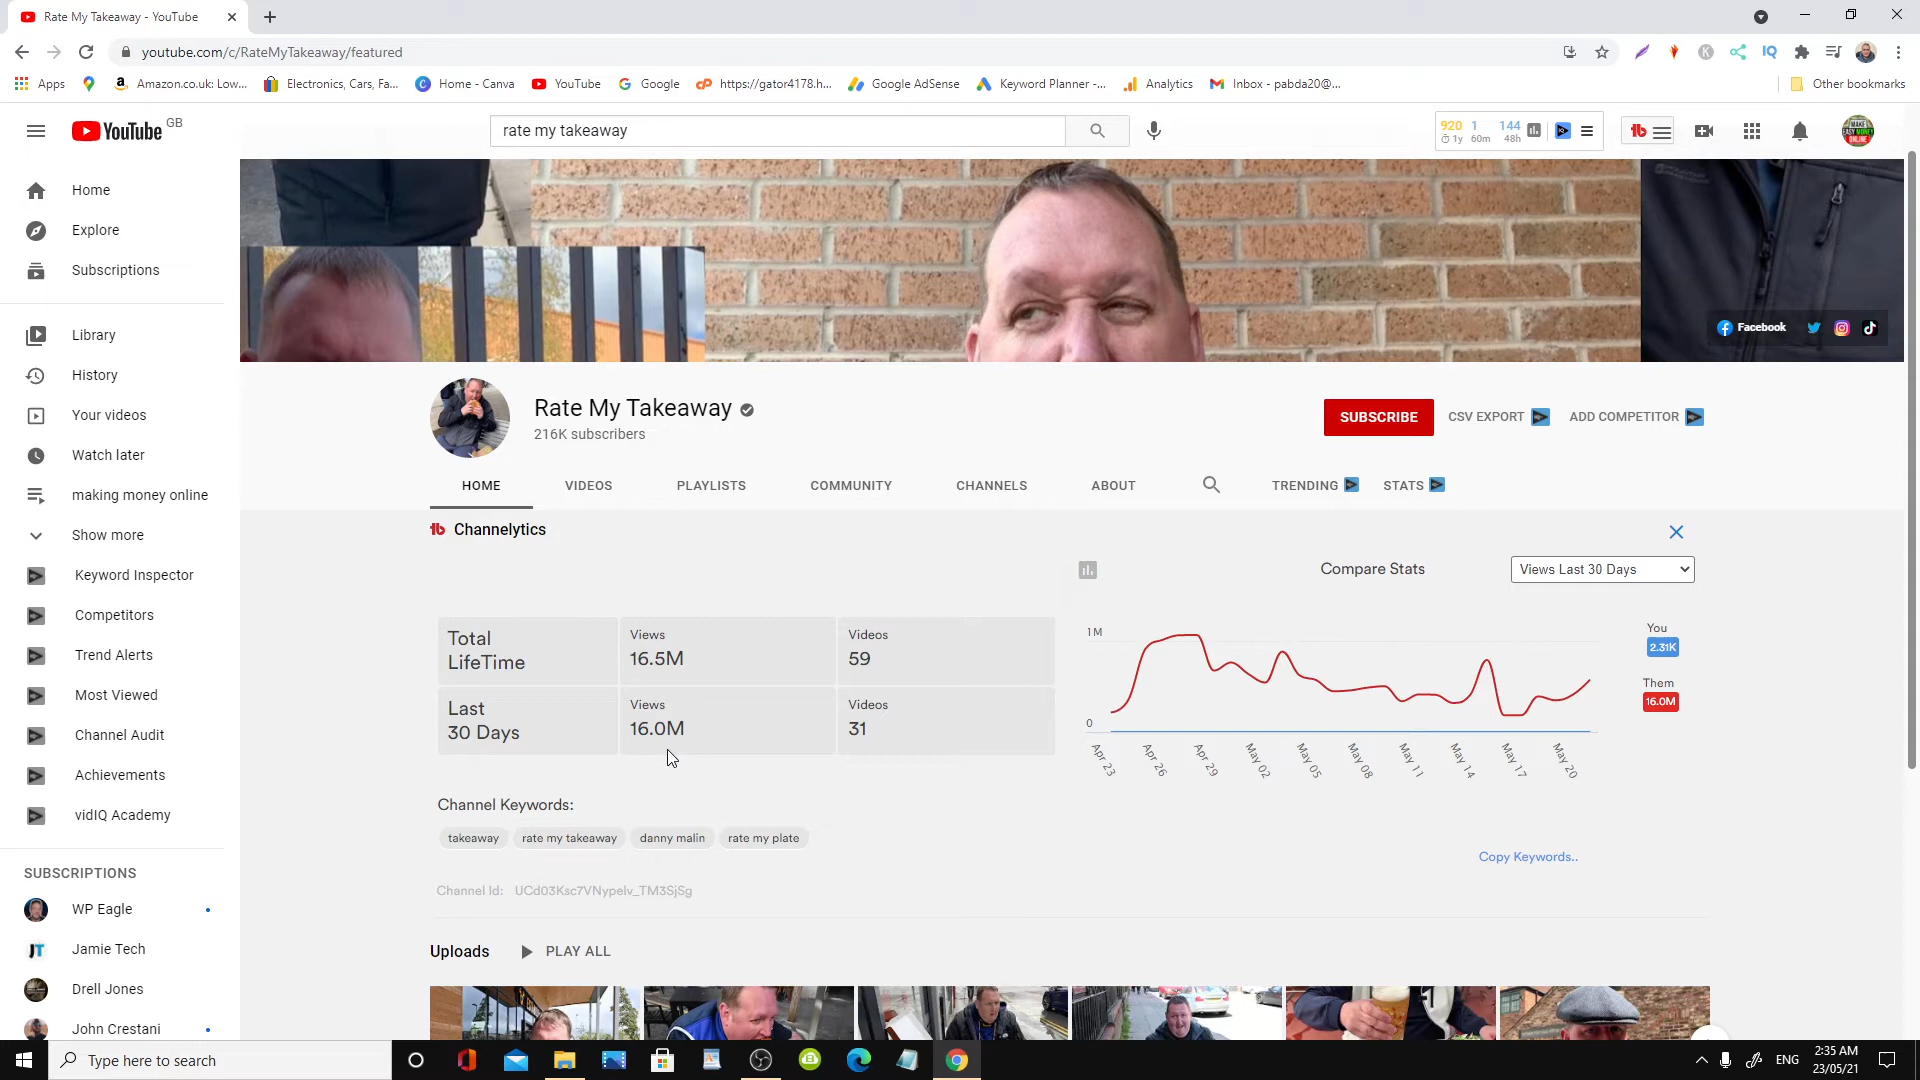 Rate My Takeaway - YouTube
youtube.com/c/RateMyTakeaway/featured
Apps
Amazon.co.uk: Low...
Electronics, Cars, Fa...
Home - Canva
YouTube
Google
https://gator4178.h...
Google AdSense
Keyword Planner -...
Analytics
Inbox - pabda20@...
Other bookmarks
YouTube GB
rate my takeaway
920 1 144
1y 60m 48h
Home
Explore
Subscriptions
Library
History
Your videos
Watch later
making money online
Show more
Keyword Inspector
Competitors
Trend Alerts
Most Viewed
Channel Audit
Achievements
vidIQ Academy
SUBSCRIPTIONS
WP Eagle
Jamie Tech
Drell Jones
John Crestani
Facebook
Rate My Takeaway
216K subscribers
SUBSCRIBE
CSV EXPORT
ADD COMPETITOR
HOME
VIDEOS
PLAYLISTS
COMMUNITY
CHANNELS
ABOUT
TRENDING
STATS
Channelytics
Total LifeTime
Views
16.5M
Videos
59
Last 30 Days
Views
16.0M
Videos
31
Compare Stats
Views Last 30 Days
1M
0
Apr 23
Apr 26
Apr 29
May 02
May 05
May 08
May 11
May 14
May 17
May 20
You
2.31K
Them
16.0M
Channel Keywords:
takeaway
rate my takeaway
danny malin
rate my plate
Copy Keywords..
Channel Id: UCd03Ksc7VNypelv_TM3SjSg
Uploads
PLAY ALL
Type here to search
ENG
2:35 AM
23/05/21